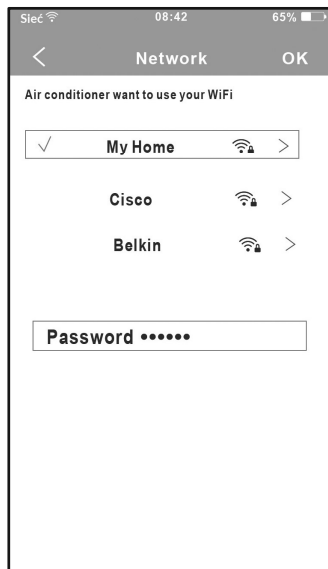 Sieć 08:42 65%
Network OK
Air conditioner want to use your WiFi
My Home
Cisco
Belkin
Password ••••••